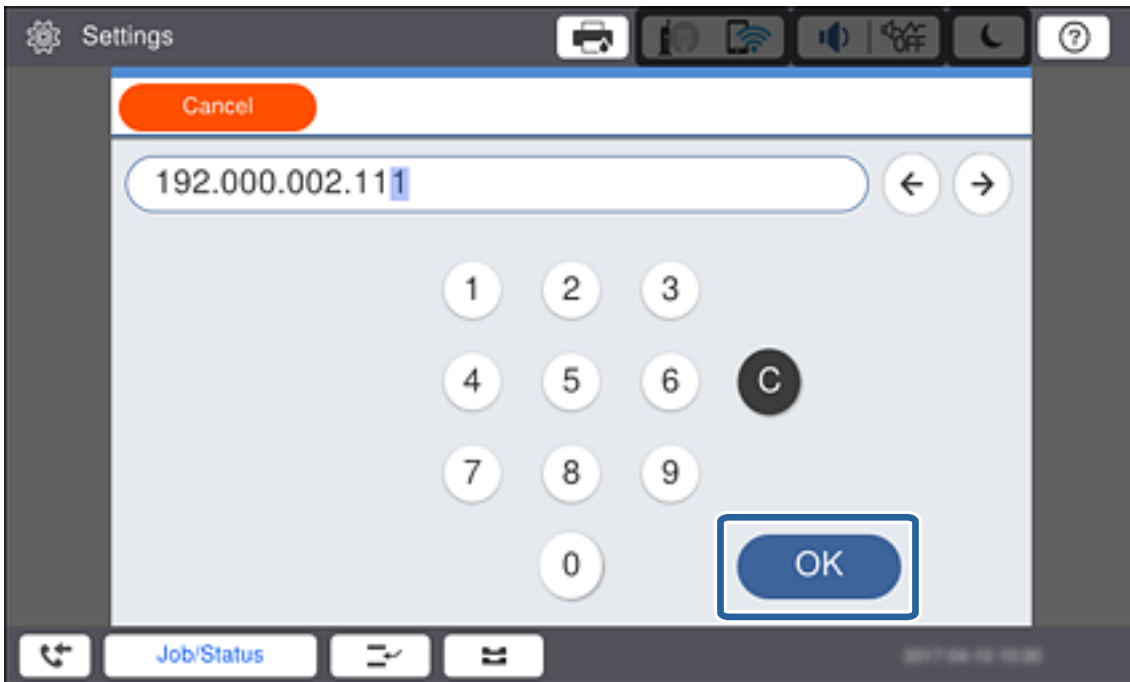 Settings
OFF
?
Cancel
192.000.002.111
1 2 3
4 5 6 C
7 8 9
0 OK
Job/Status